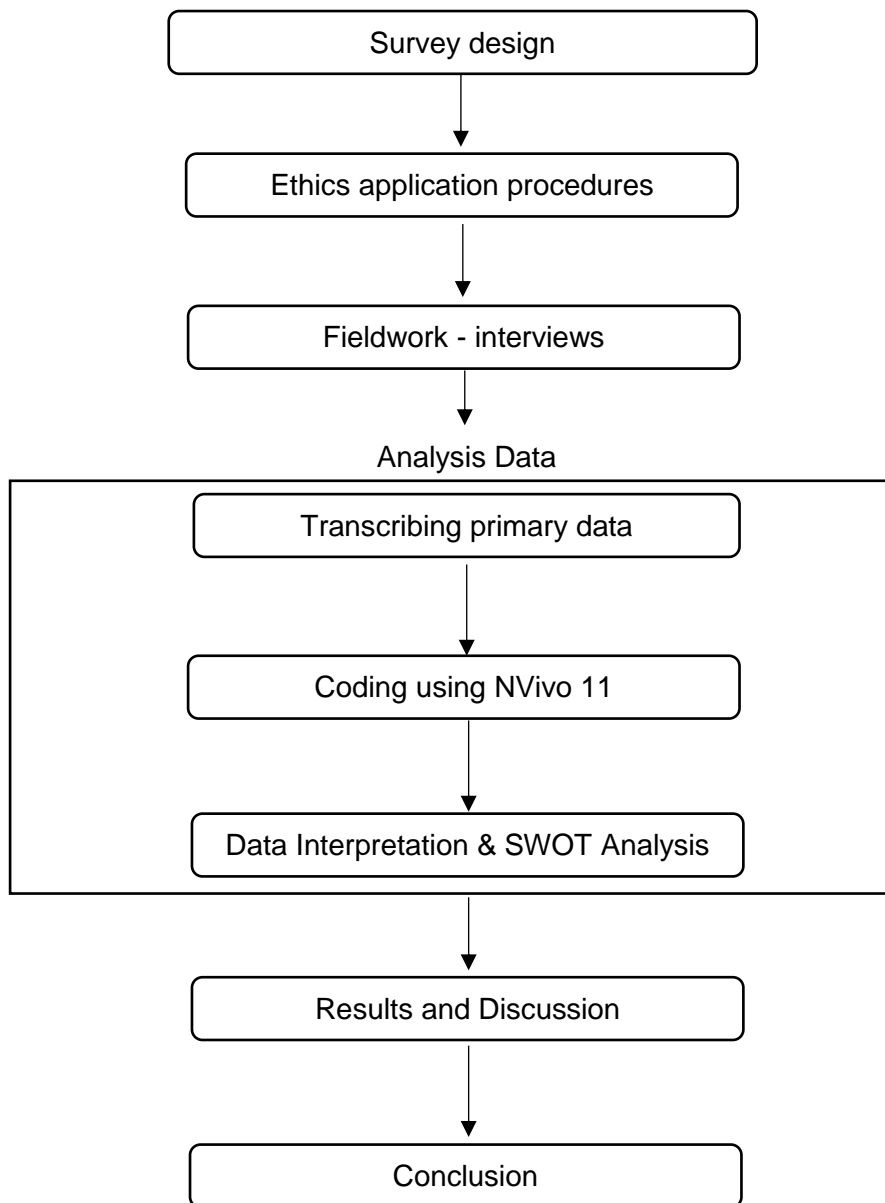 Survey design
Ethics application procedures
Fieldwork - interviews
Analysis Data
Transcribing primary data
Coding using NVivo 11
Data Interpretation & SWOT Analysis
Results and Discussion
Conclusion